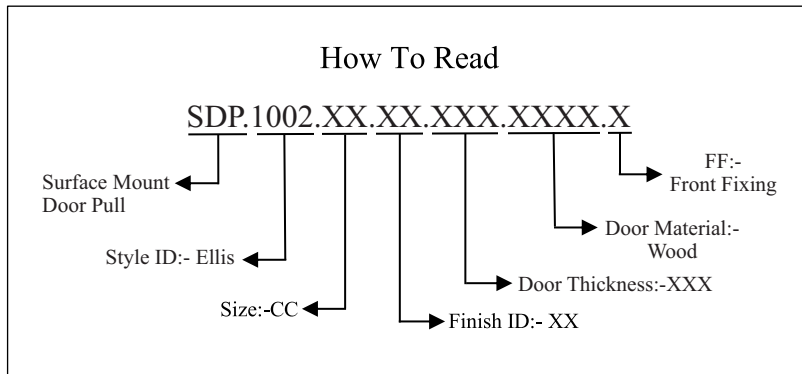 How To Read
SDP.1002.XX.XX.XXX.XXXX.X
FF:-
Front Fixing
Surface Mount
Door Pull
Door Material:-
Wood
Style ID:- Ellis
Door Thickness:-XXX
Size:-CC
Finish ID:- XX